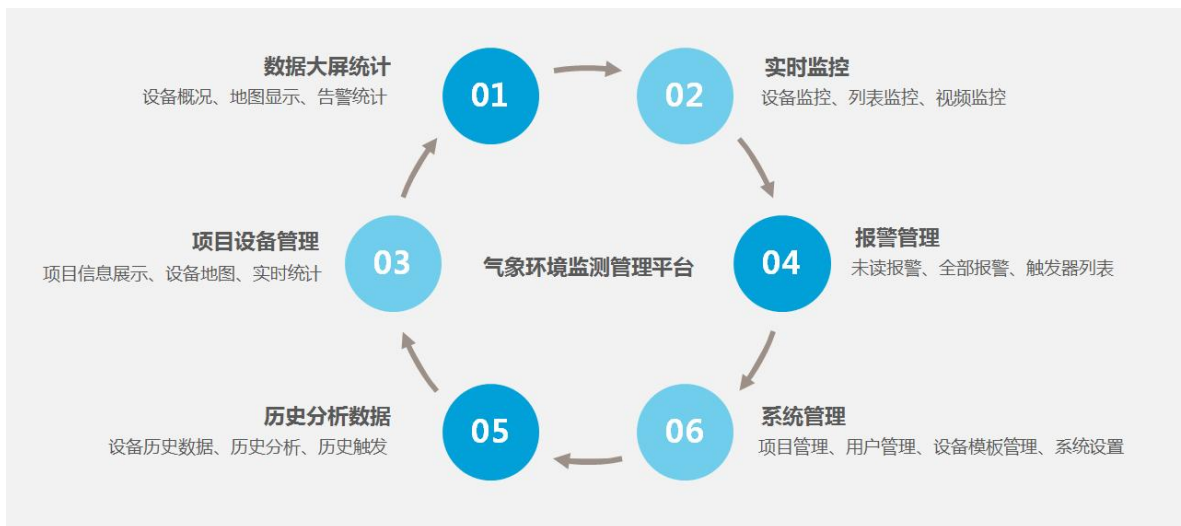 数据大屏统计
设备概况、地图显示、告警统计
01
02
实时监控
设备监控、列表监控、视频监控
项目设备管理
项目信息展示、设备地图、实时统计
03
气象环境监测管理平台
04
报警管理
未读报警、全部报警、触发器列表
历史分析数据
设备历史数据、历史分析、历史触发
05
06
系统管理
项目管理、用户管理、设备模板管理、系统设置